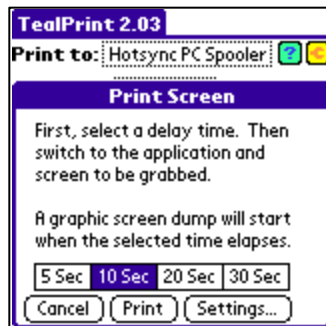 TealPrint 2.03
Print to: Hotsync PC Spooler ?
Print Screen
First, select a delay time. Then
switch to the application and
screen to be grabbed.
A graphic screen dump will start
when the selected time elapses.
5 Sec 10 Sec 20 Sec 30 Sec
Cancel Print Settings...